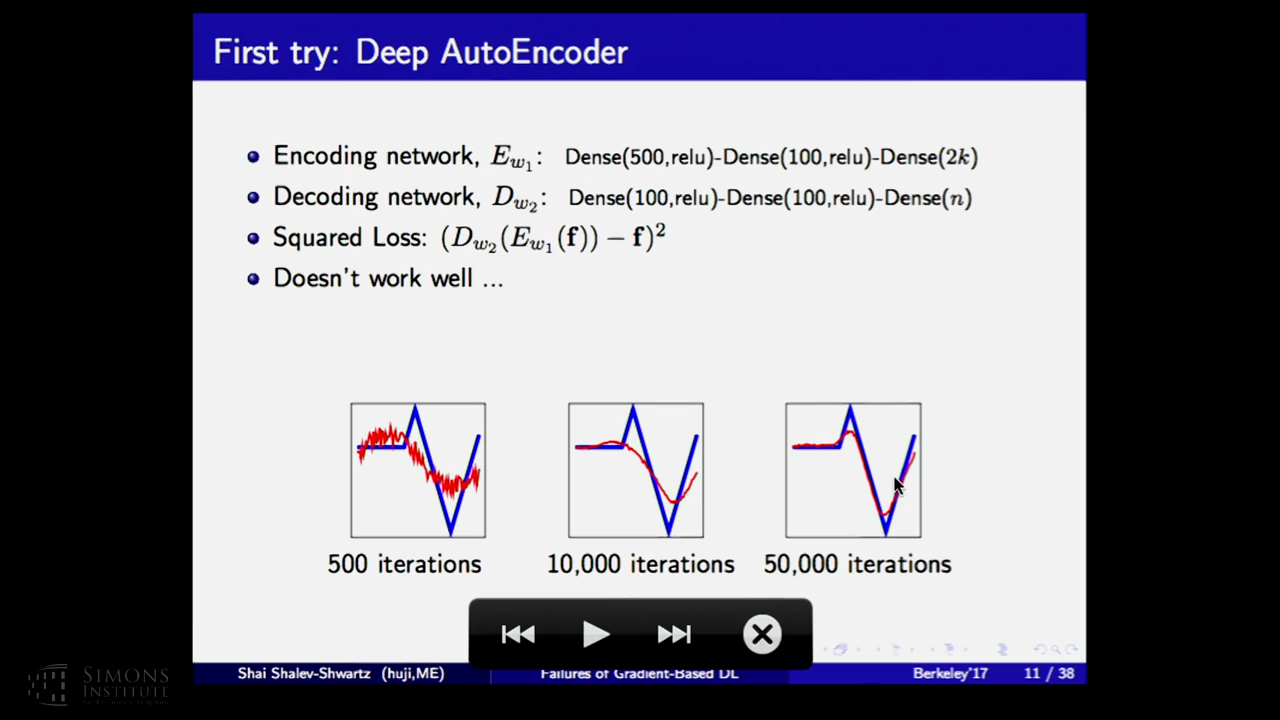 First try: Deep AutoEncoder
Encoding network, E_{w_1}: Dense(500,relu)-Dense(100,relu)-Dense(2k)
Decoding network, D_{w_2}: Dense(100,relu)-Dense(100,relu)-Dense(n)
Squared Loss: (D_{w_2}(E_{w_1}(f)) − f)^2
Doesn't work well ...
500 iterations
10,000 iterations
50,000 iterations
Shai Shalev-Shwartz (huji,ME)
Failures of Gradient-Based DL
Berkeley'17
11 / 38
SIMONS
INSTITUTE